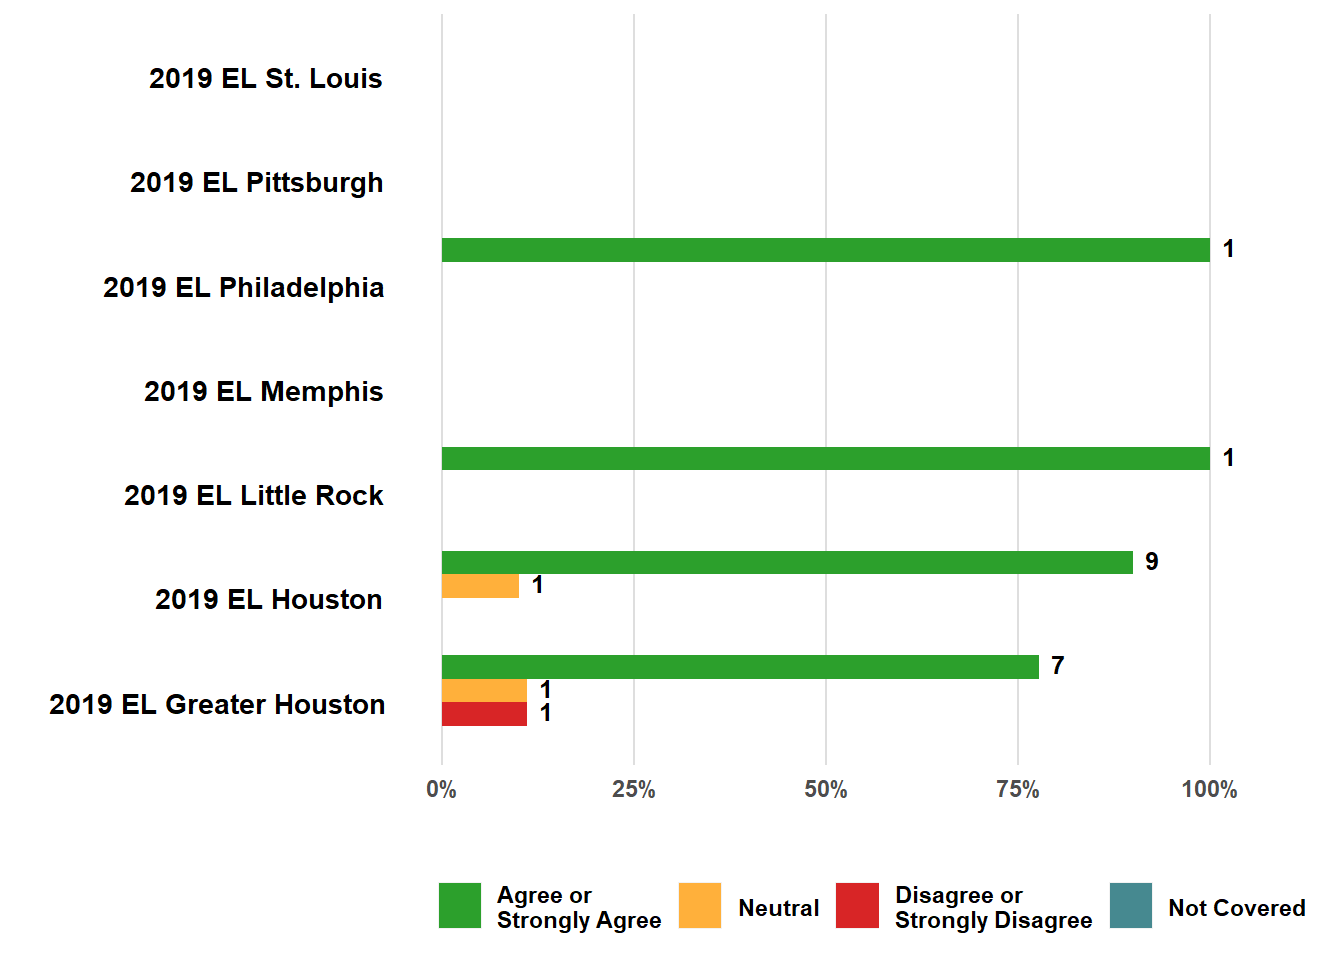 2019 EL St. Louis
2019 EL Pittsburgh
1
2019 EL Philadelphia
2019 EL Memphis
1
2019 EL Little Rock
9
1
2019 EL Houston
7
1
2019 EL Greater Houston
1
0% 25% 50% 75% 100%
Agree or
Strongly Agree
Neutral
Disagree or
Strongly Disagree
Not Covered